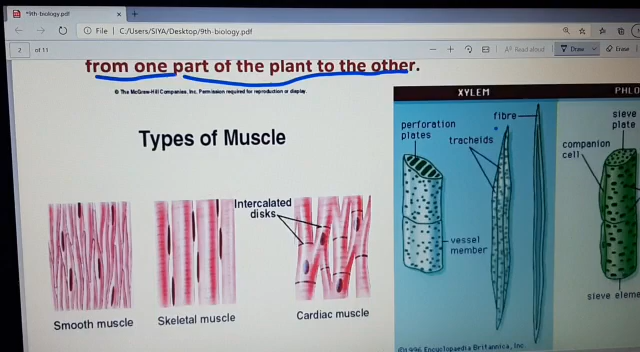 *9th-biology.pdf
File | C:/Users/SIYA/Desktop/9th-biology.pdf
2 of 11
Read aloud
Draw
Erase
from one part of the plant to the other.
© The McGraw-Hill Companies, Inc. Permission required for reproduction or display.
Types of Muscle
Intercalated
disks
Smooth muscle
Skeletal muscle
Cardiac muscle
XYLEM
PHLO
perforation
plates
fibre
tracheids
vessel
member
sieve
plate
companion
cell
sieve eleme
©1996 Encyclopaedia Britannica, Inc.